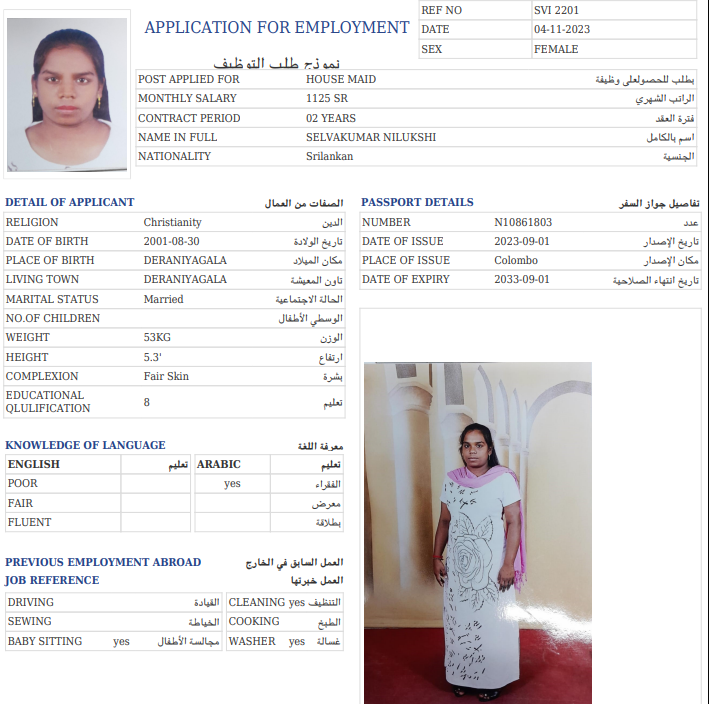 APPLICATION FOR EMPLOYMENT
نموذج طلب التوظيف
REF NO SVI 2201
DATE 04-11-2023
SEX FEMALE
POST APPLIED FOR HOUSE MAID بطلب للحصولعلى وظيفة
MONTHLY SALARY 1125 SR الراتب الشهري
CONTRACT PERIOD 02 YEARS فترة العقد
NAME IN FULL SELVAKUMAR NILUKSHI اسم بالكامل
NATIONALITY Srilankan الجنسية
DETAIL OF APPLICANT الصفات من العمال
RELIGION Christianity الدين
DATE OF BIRTH 2001-08-30 تاريخ الولادة
PLACE OF BIRTH DERANIYAGALA مكان الميلاد
LIVING TOWN DERANIYAGALA تاون المعيشة
MARITAL STATUS Married الحالة الاجتماعية
NO.OF CHILDREN الوسطي الأطفال
WEIGHT 53KG الوزن
HEIGHT 5.3' ارتفاع
COMPLEXION Fair Skin بشرة
EDUCATIONAL
QLULIFICATION 8 تعليم
PASSPORT DETAILS تفاصيل جواز السفر
NUMBER N10861803 عدد
DATE OF ISSUE 2023-09-01 تاريخ الإصدار
PLACE OF ISSUE Colombo مكان الإصدار
DATE OF EXPIRY 2033-09-01 تاريخ انتهاء الصلاحية
KNOWLEDGE OF LANGUAGE معرفة اللغة
ENGLISH تعليم ARABIC تعليم
POOR yes الفقراء
FAIR معرض
FLUENT بطلاقة
PREVIOUS EMPLOYMENT ABROAD العمل السابق في الخارج
JOB REFERENCE العمل خبرتها
DRIVING القيادة CLEANING yes التنظيف
SEWING الخياطة COOKING الطبخ
BABY SITTING yes مجالسة الأطفال WASHER yes غسالة